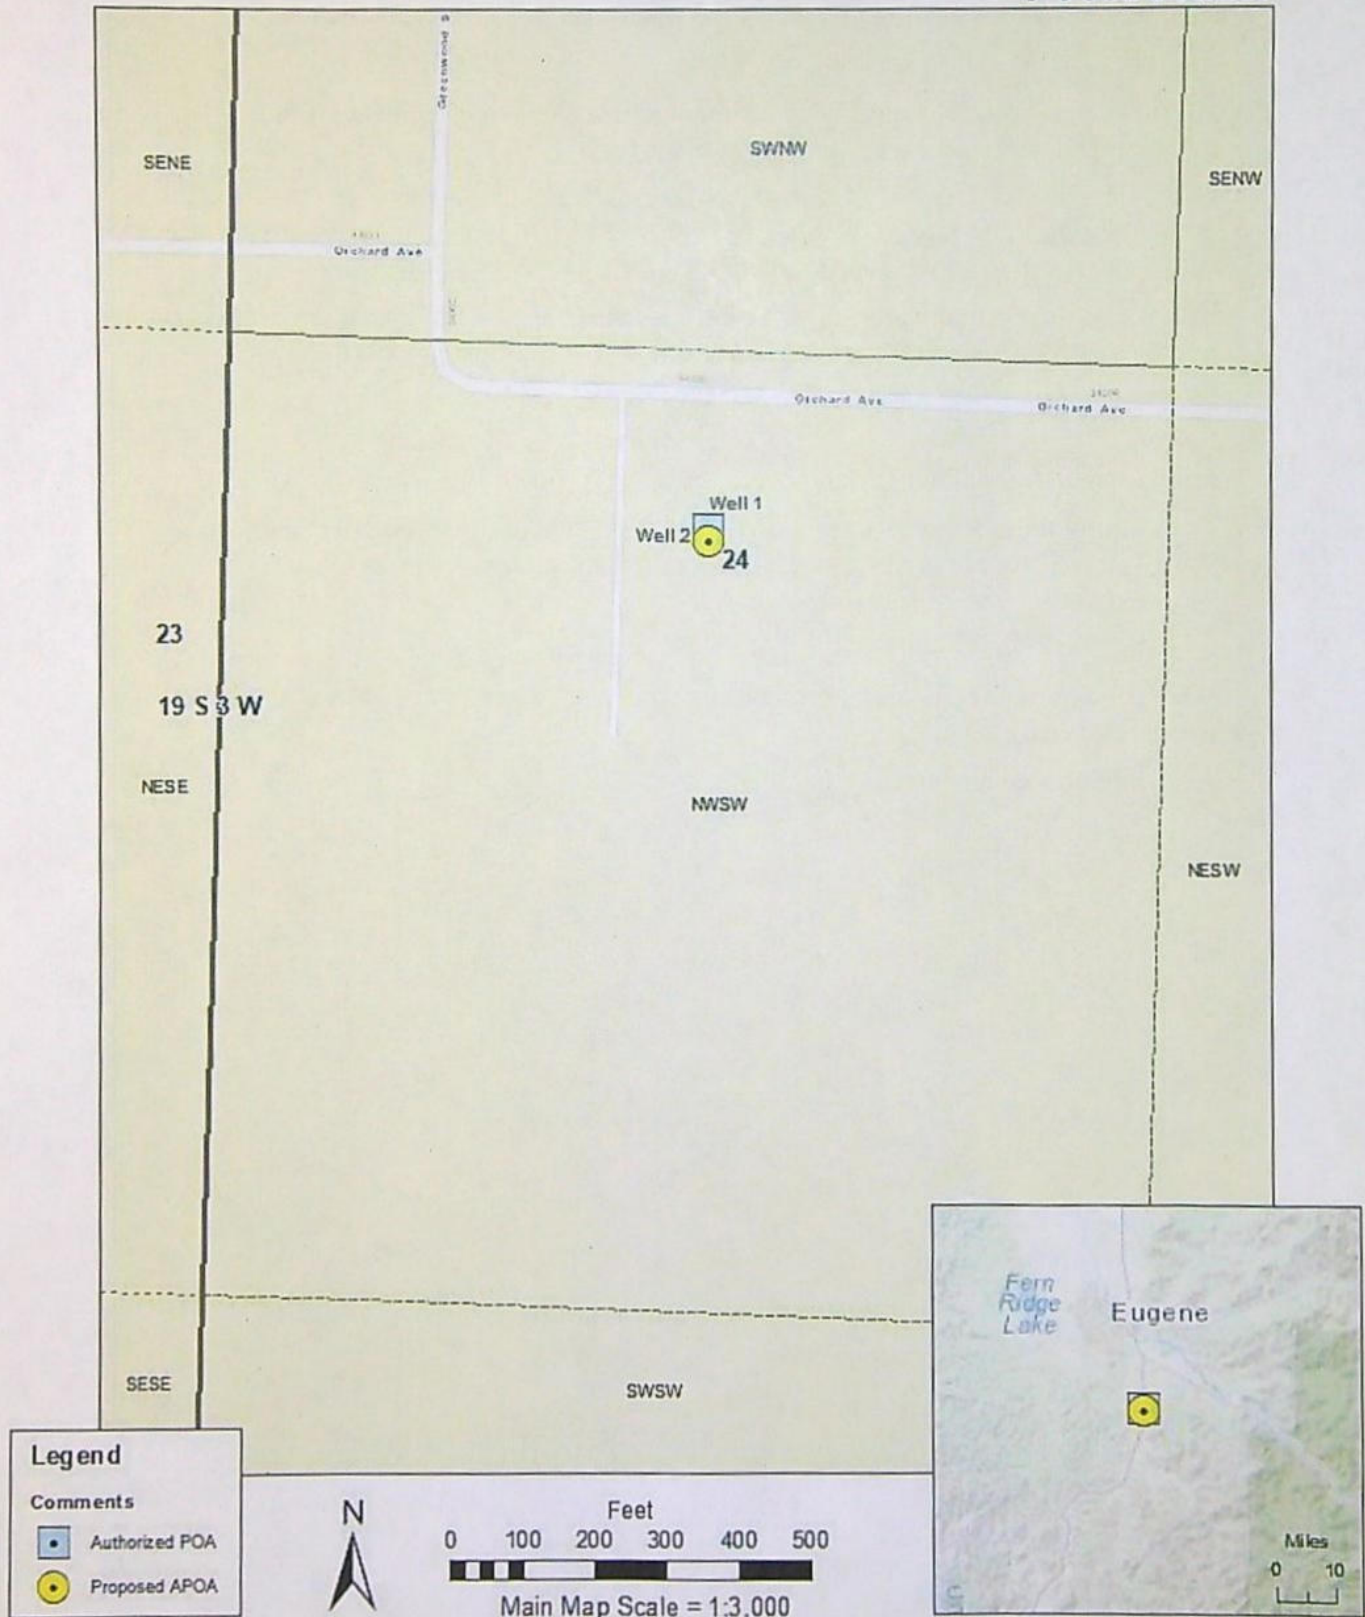 Greenwood S
SENE
SWNW
SENW
Orchard Ave
Orchard Ave
Orchard Ave
Well 1
Well 2
24
23
19 S 3 W
NESE
NWSW
NESW
SESE
SWSW
Fern
Ridge
Lake
Eugene
Miles
0 10
Legend
Comments
Authorized POA
Proposed APOA
N
Feet
0 100 200 300 400 500
Main Map Scale = 1:3,000